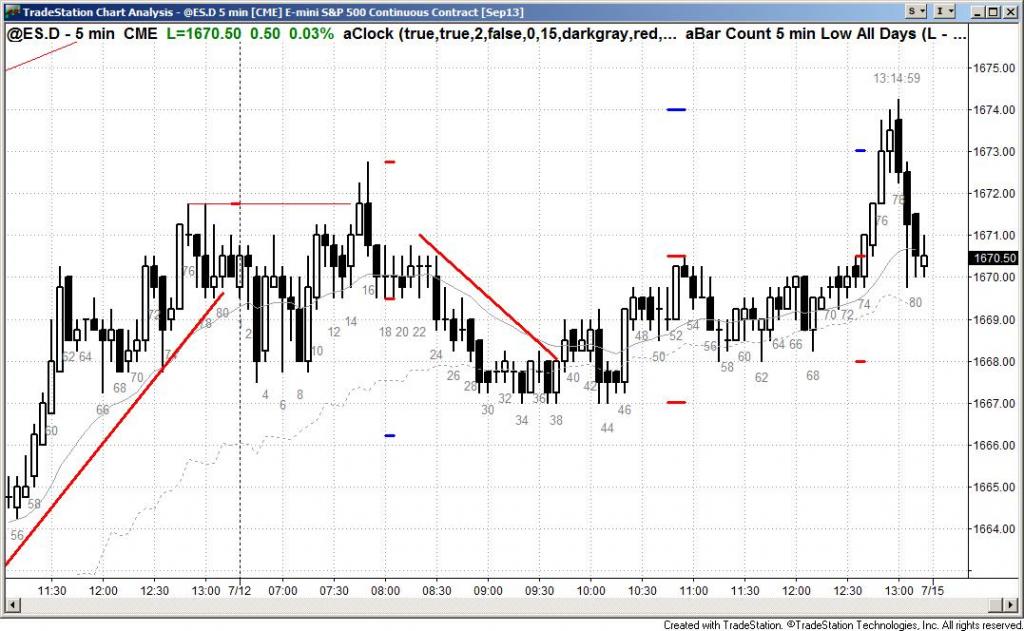 TradeStation Chart Analysis - @ES.D 5 min [CME] E-mini S&P 500 Continuous Contract [Sep13]
S I
@ES.D - 5 min CME L=1670.50 0.50 0.03% aClock (true,true,2,false,0,15,darkgray,red,... aBar Count 5 min Low All Days (L - ...
13:14:59
1675.00
1674.00
1673.00
1672.00
1671.00
1670.50
1670.00
1669.00
1668.00
1667.00
1666.00
1665.00
1664.00
56 58 60 62 64 66 68 70 72 74 76 78 80 2 4 6 8 10 12 14 16 18 20 22 24 26 28 30 32 34 36 38 40 42 44 46 48 50 52 54 56 58 60 62 64 66 68 70 72 74 76 78 80
11:30 12:00 12:30 13:00 7/12 07:00 07:30 08:00 08:30 09:00 09:30 10:00 10:30 11:00 11:30 12:00 12:30 13:00 7/15
Created with TradeStation. ©TradeStation Technologies, Inc. All rights reserved.